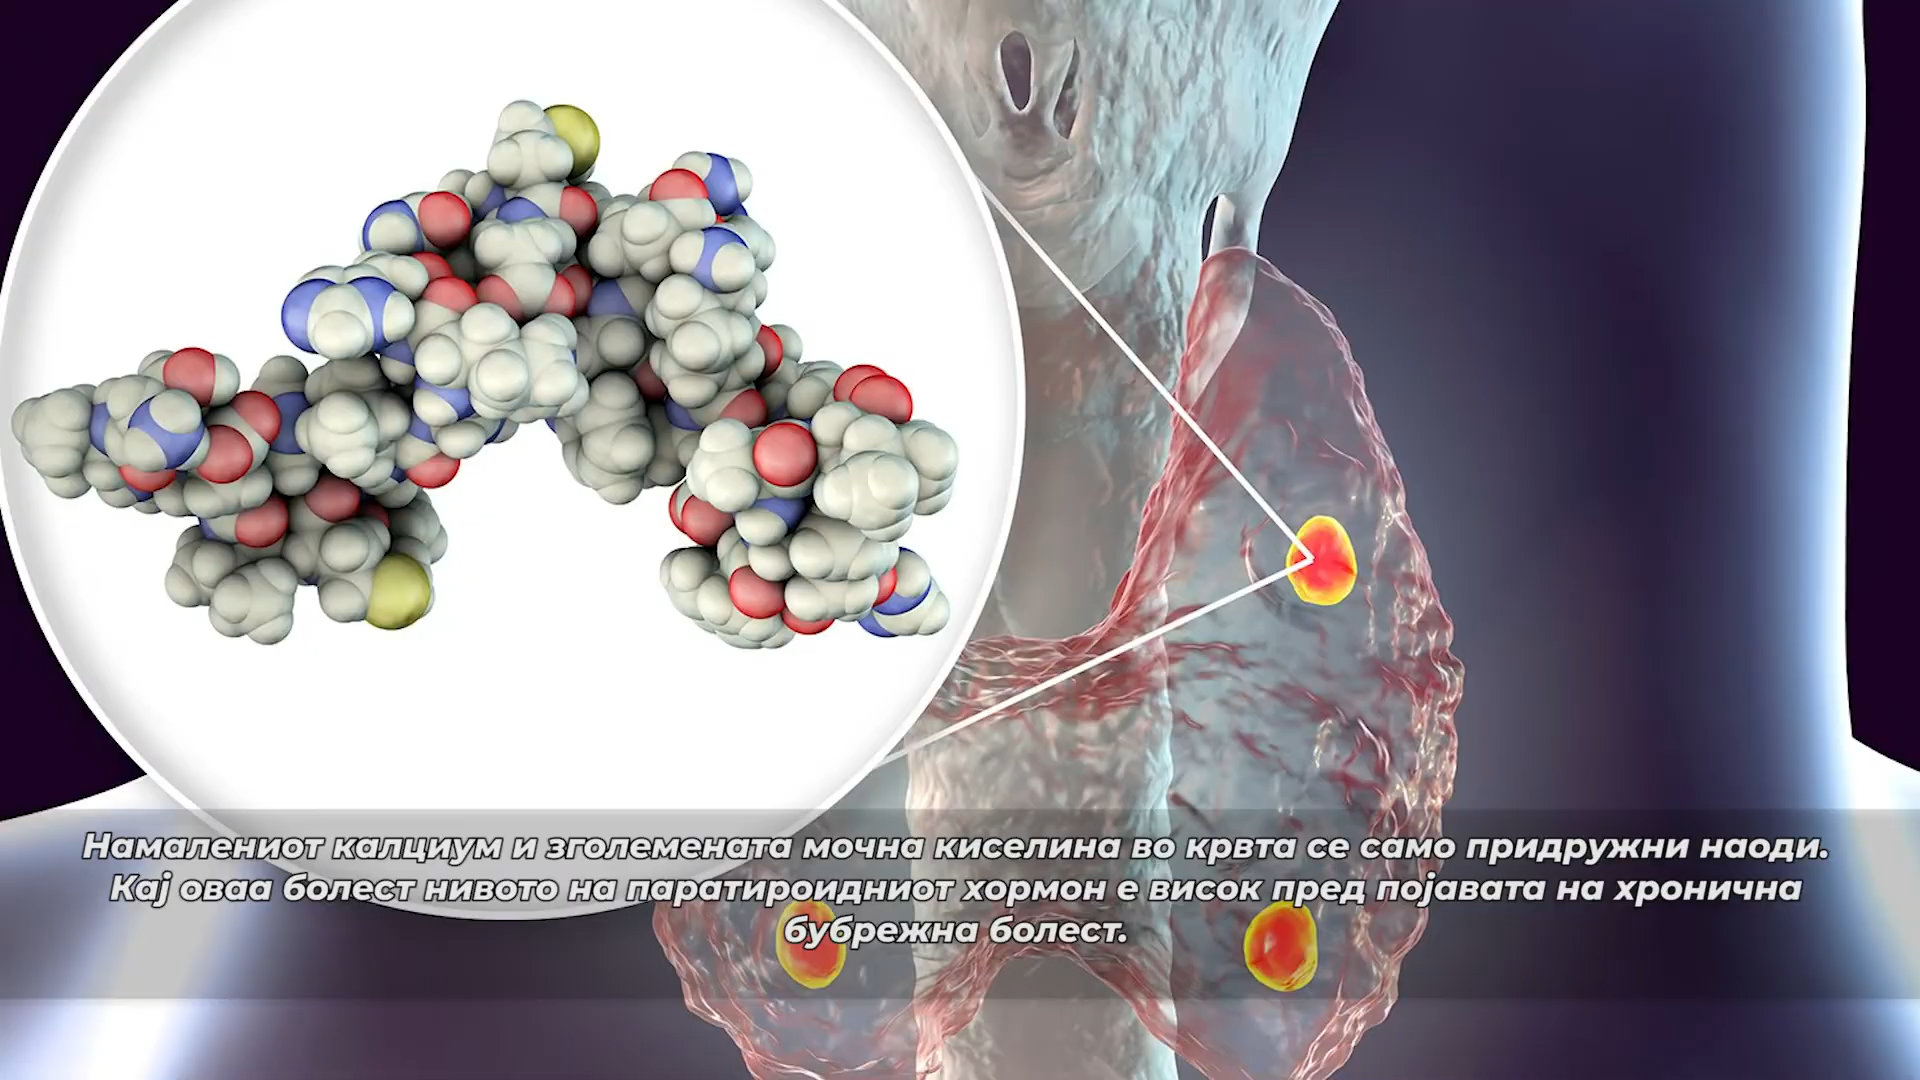 Намалениот калциум и зголемената мочна киселина во крвта се само придружни наоди.
Кај оваа болест нивото на паратироидниот хормон е висок пред појавата на хронична
бубрежна болест.